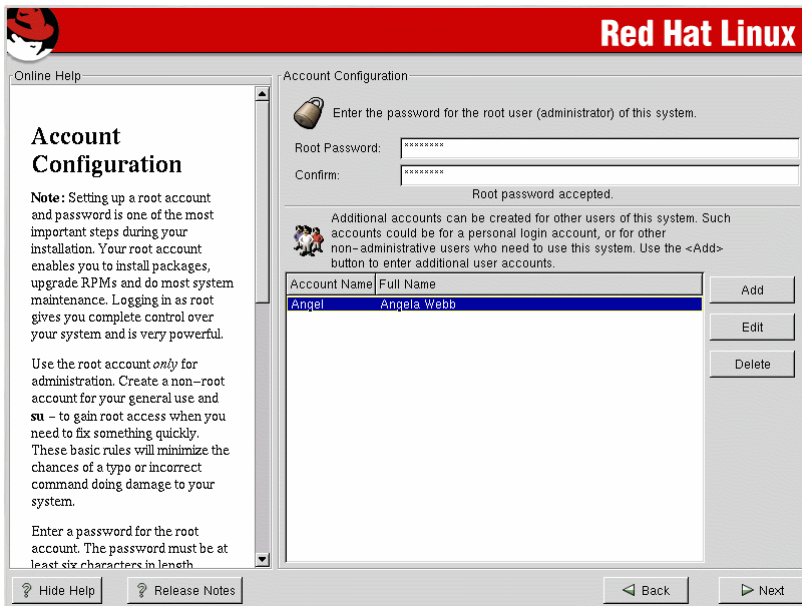 Red Hat Linux
Online Help
Account
Configuration
Note: Setting up a root account
and password is one of the most
important steps during your
installation. Your root account
enables you to install packages,
upgrade RPMs and do most system
maintenance. Logging in as root
gives you complete control over
your system and is very powerful.
Use the root account only for
administration. Create a non-root
account for your general use and
su - to gain root access when you
need to fix something quickly.
These basic rules will minimize the
chances of a typo or incorrect
command doing damage to your
system.
Enter a password for the root
account. The password must be at
least six characters in length
Account Configuration
Enter the password for the root user (administrator) of this system.
Root Password: ********
Confirm: ********
Root password accepted.
Additional accounts can be created for other users of this system. Such
accounts could be for a personal login account, or for other
non-administrative users who need to use this system. Use the <Add>
button to enter additional user accounts.
Account Name Full Name
Angel Angela Webb
Add
Edit
Delete
? Hide Help ? Release Notes Back Next